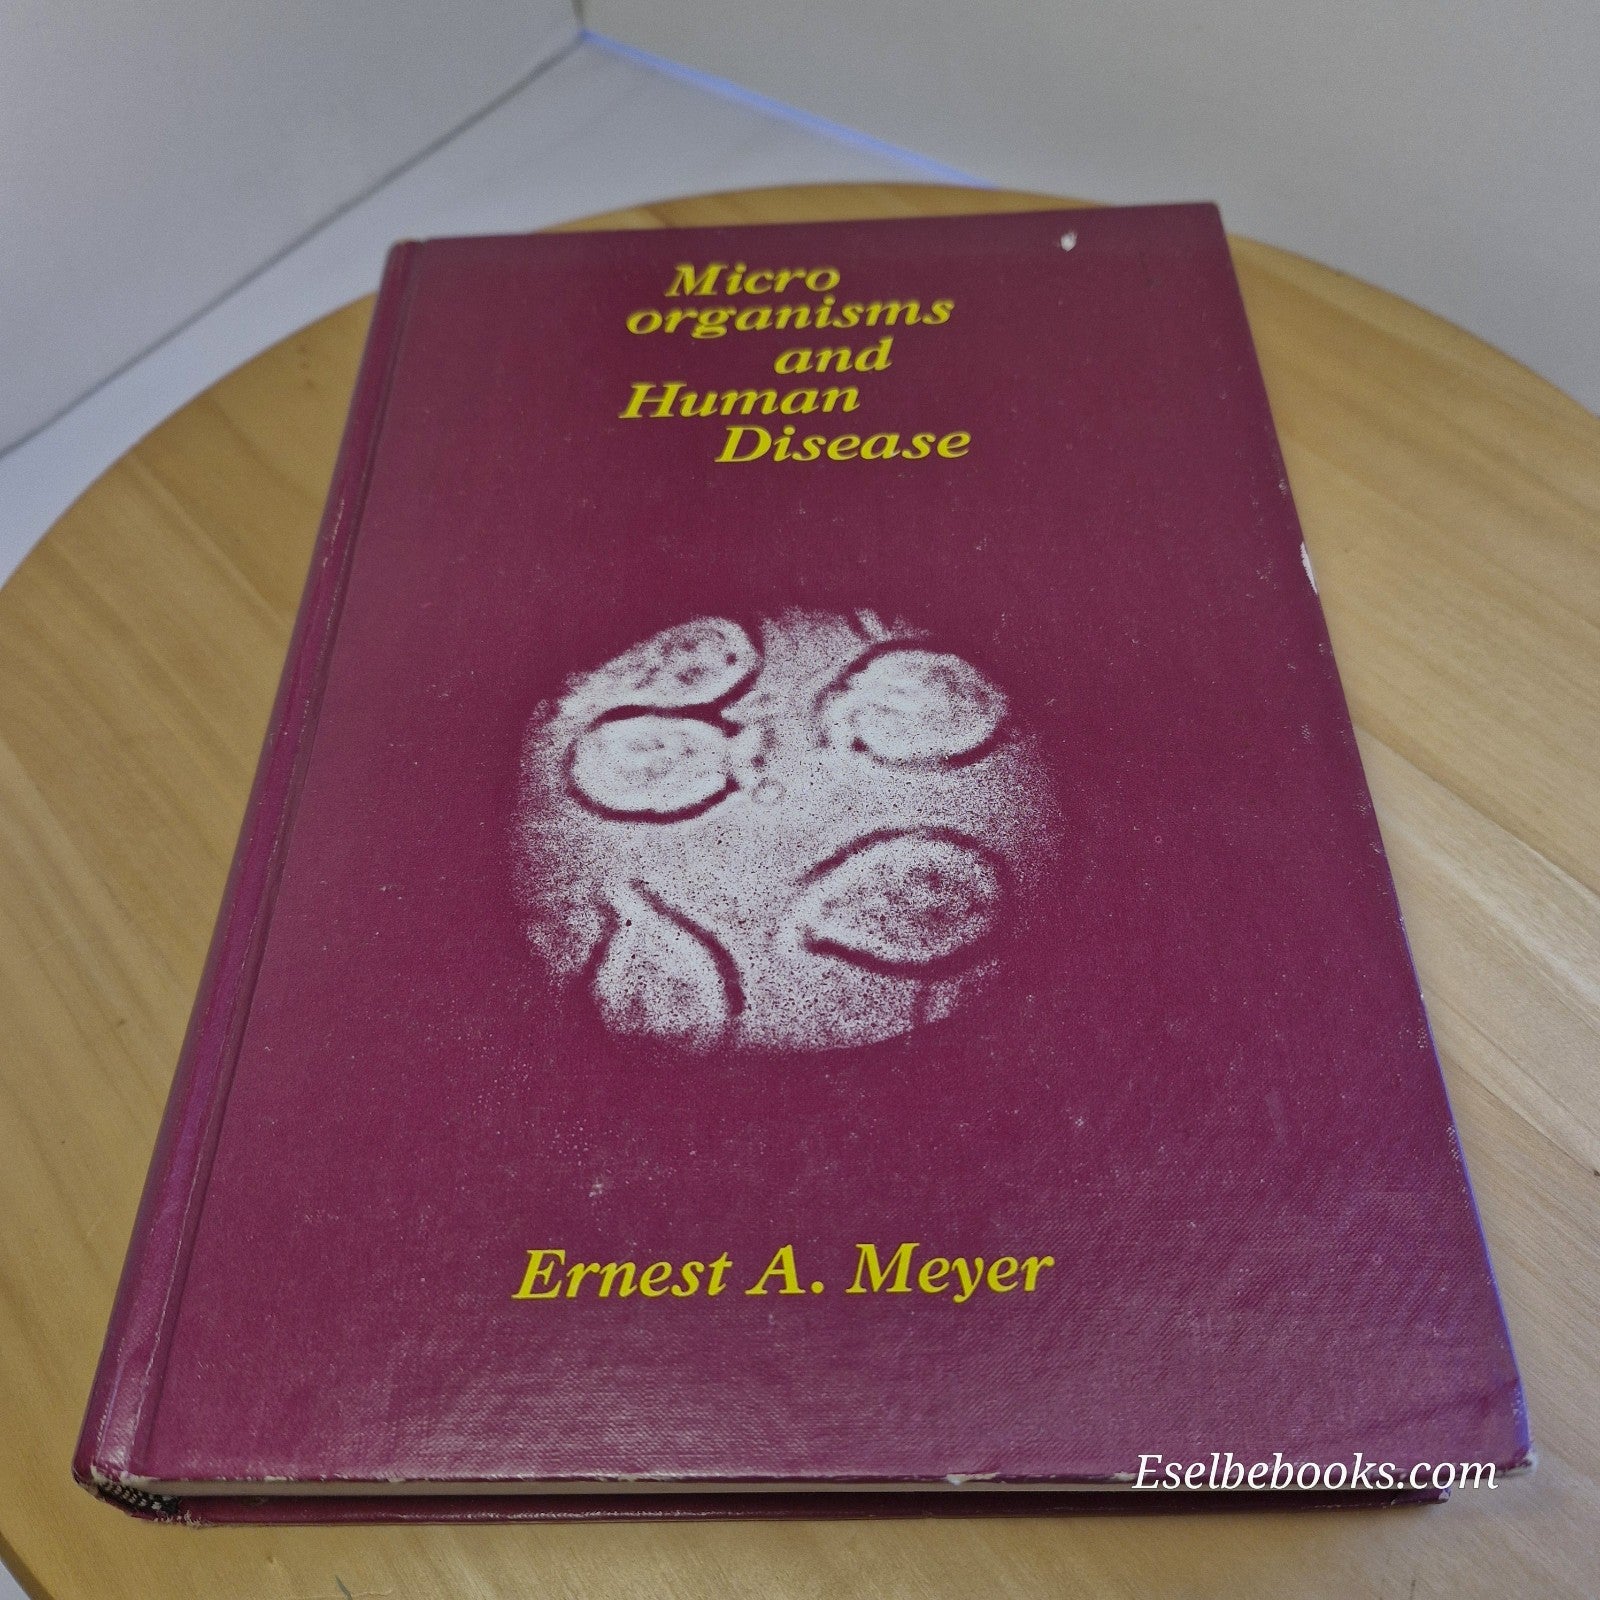 Micro
organisms
and
Human
Disease
Ernest A. Meyer
Eselbebooks.com